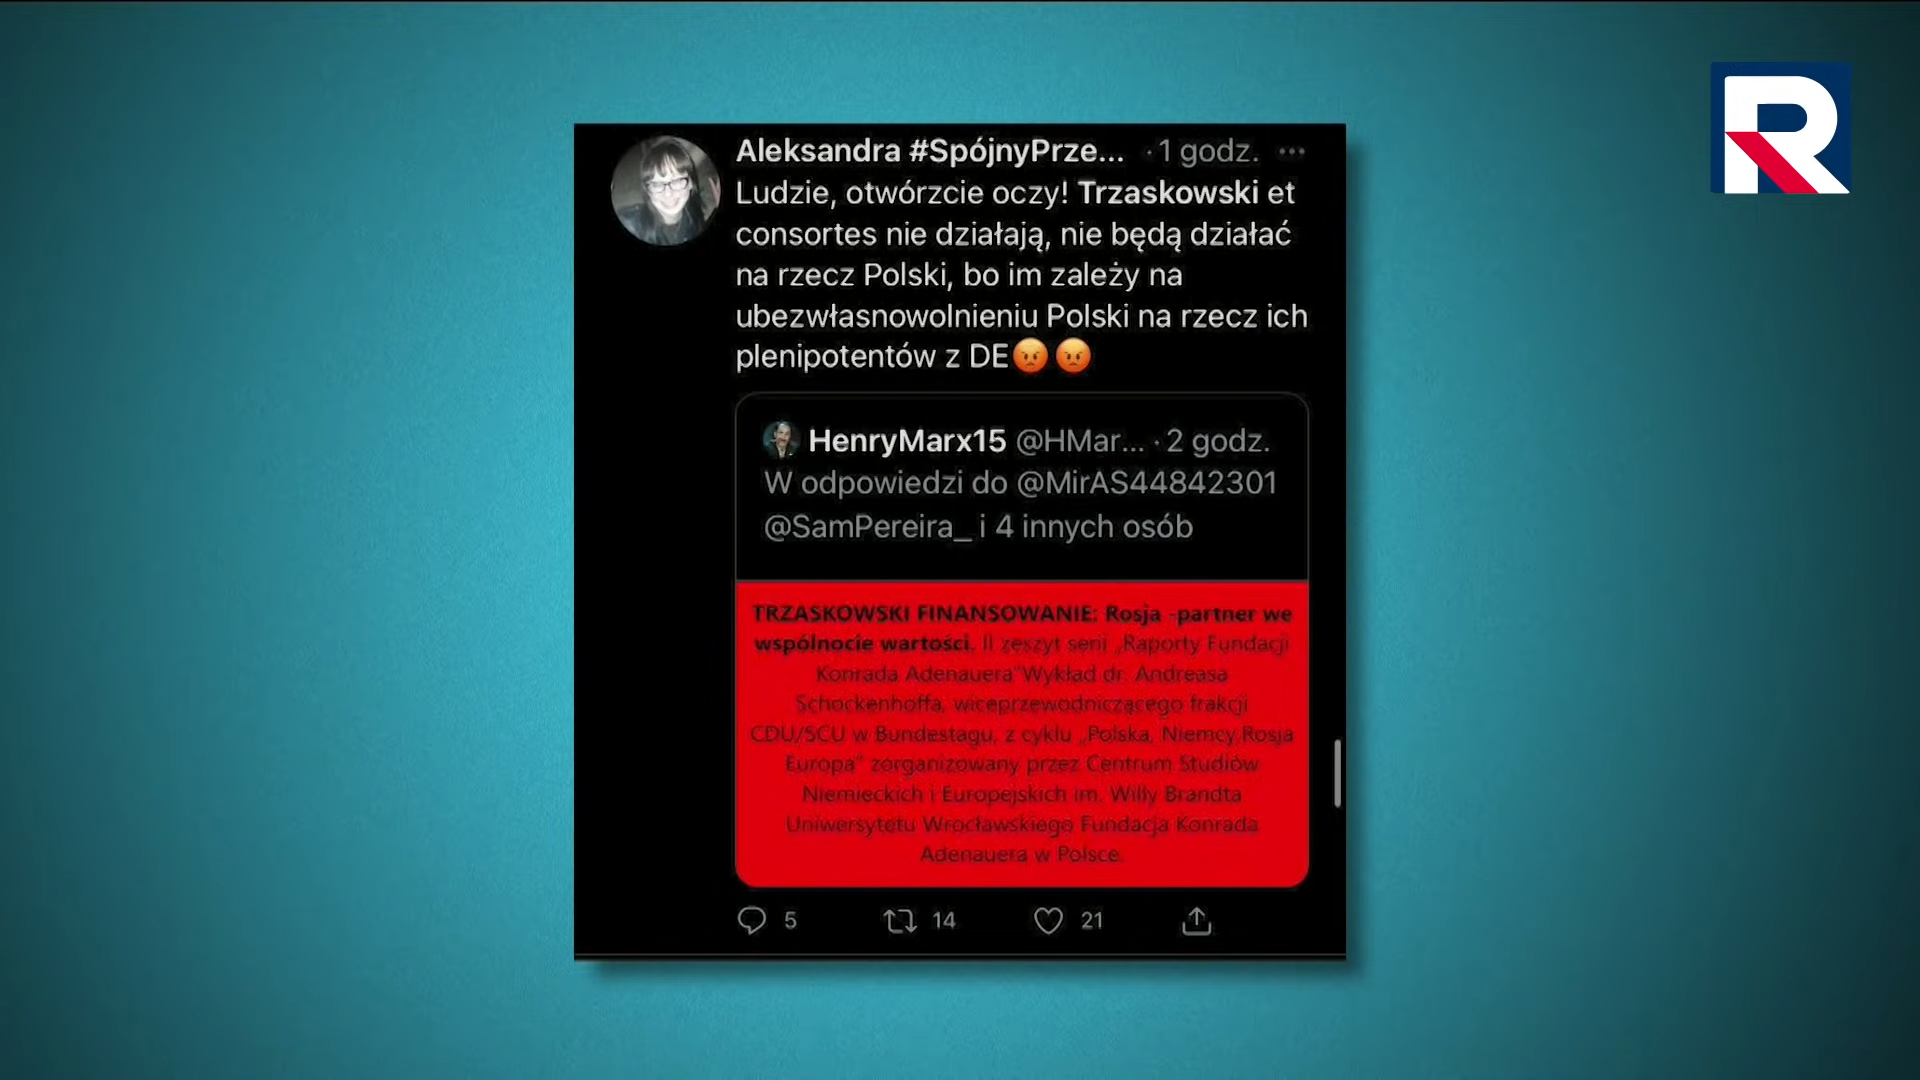 R
Aleksandra #SpójnyPrze... · 1 godz. ...
Ludzie, otwórzcie oczy! Trzaskowski et
consortes nie działają, nie będą działać
na rzecz Polski, bo im zależy na
ubezwłasnowolnieniu Polski na rzecz ich
plenipotentów z DE😡😡
HenryMarx15 @HMar... · 2 godz.
W odpowiedzi do @MirAS44842301
@SamPereira_ i 4 innych osób
TRZASKOWSKI FINANSOWANIE: Rosja -partner we
wspólnocie wartości. II zeszyt serii „Raporty Fundacji
Konrada Adenauera"Wykład dr. Andreasa
Schockenhoffa, wiceprzewodniczącego frakcji
CDU/SCU w Bundestagu, z cyklu „Polska, Niemcy,Rosja
Europa" zorganizowany przez Centrum Studiów
Niemieckich i Europejskich im. Willy Brandta
Uniwersytetu Wrocławskiego Fundacja Konrada
Adenauera w Polsce.
5 14 21